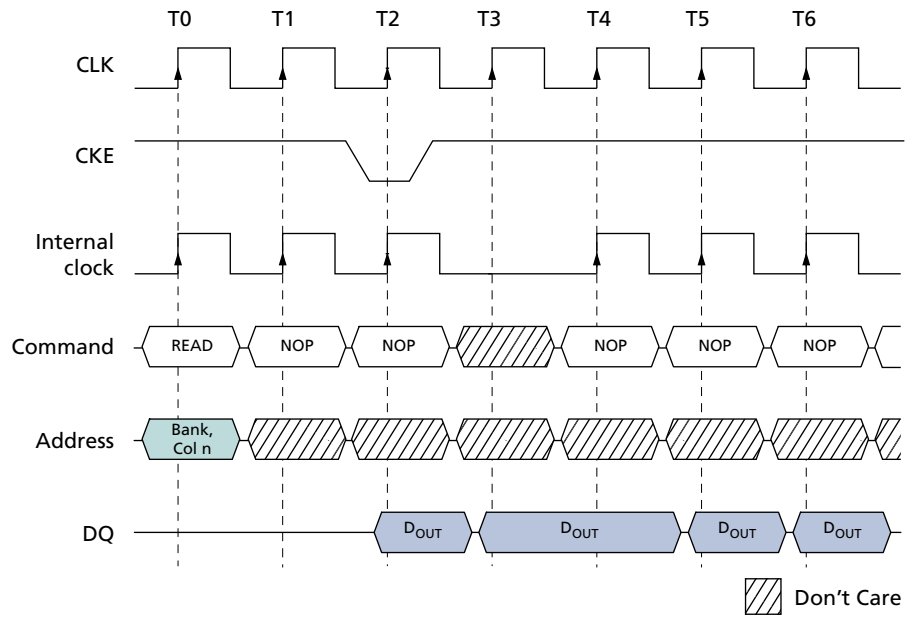 T0 T1 T2 T3 T4 T5 T6
CLK
CKE
Internal
clock
Command READ NOP NOP NOP NOP NOP
Address Bank,
Col n
DQ DOUT DOUT DOUT DOUT
Don't Care